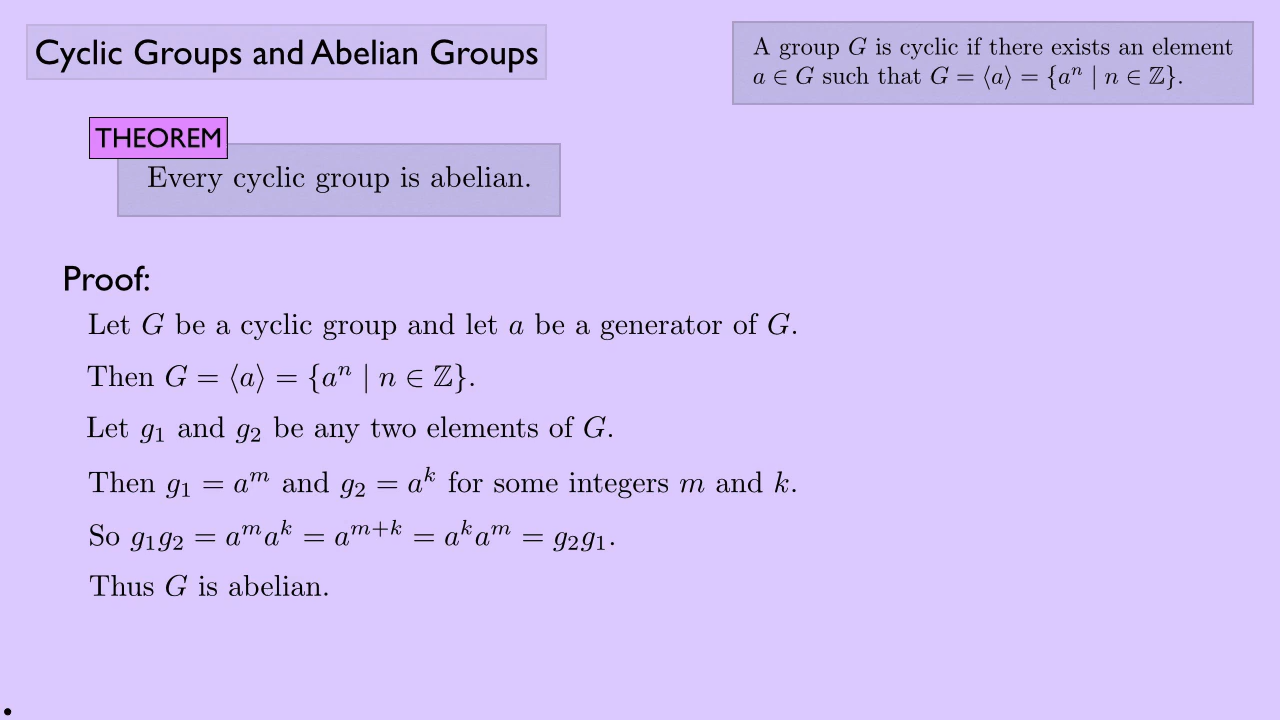 Cyclic Groups and Abelian Groups
A group G is cyclic if there exists an element
a ∈ G such that G = ⟨a⟩ = {aⁿ | n ∈ ℤ}.
THEOREM
Every cyclic group is abelian.
Proof:
Let G be a cyclic group and let a be a generator of G.
Then G = ⟨a⟩ = {aⁿ | n ∈ ℤ}.
Let g₁ and g₂ be any two elements of G.
Then g₁ = aᵐ and g₂ = aᵏ for some integers m and k.
So g₁g₂ = aᵐaᵏ = aᵐ⁺ᵏ = aᵏaᵐ = g₂g₁.
Thus G is abelian.